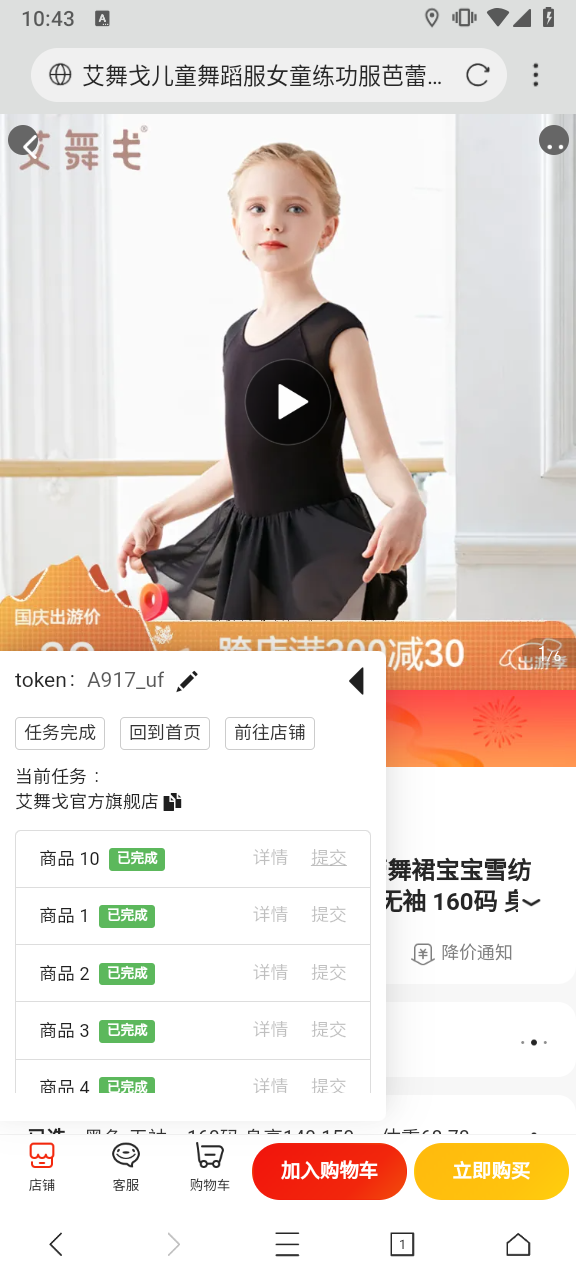 10:43
A
艾舞戈儿童舞蹈服女童练功服芭蕾...
艾舞戈®
国庆出游价
跨店满300减30
出游季
1/6
token： A917_uf
任务完成 回到首页 前往店铺
当前任务：
艾舞戈官方旗舰店
商品 10 已完成 详情 提交
商品 1 已完成 详情 提交
商品 2 已完成 详情 提交
商品 3 已完成 详情 提交
商品 4 已完成 详情 提交
舞裙宝宝雪纺
无袖 160码 身
降价通知
店铺 客服 购物车 加入购物车 立即购买
1